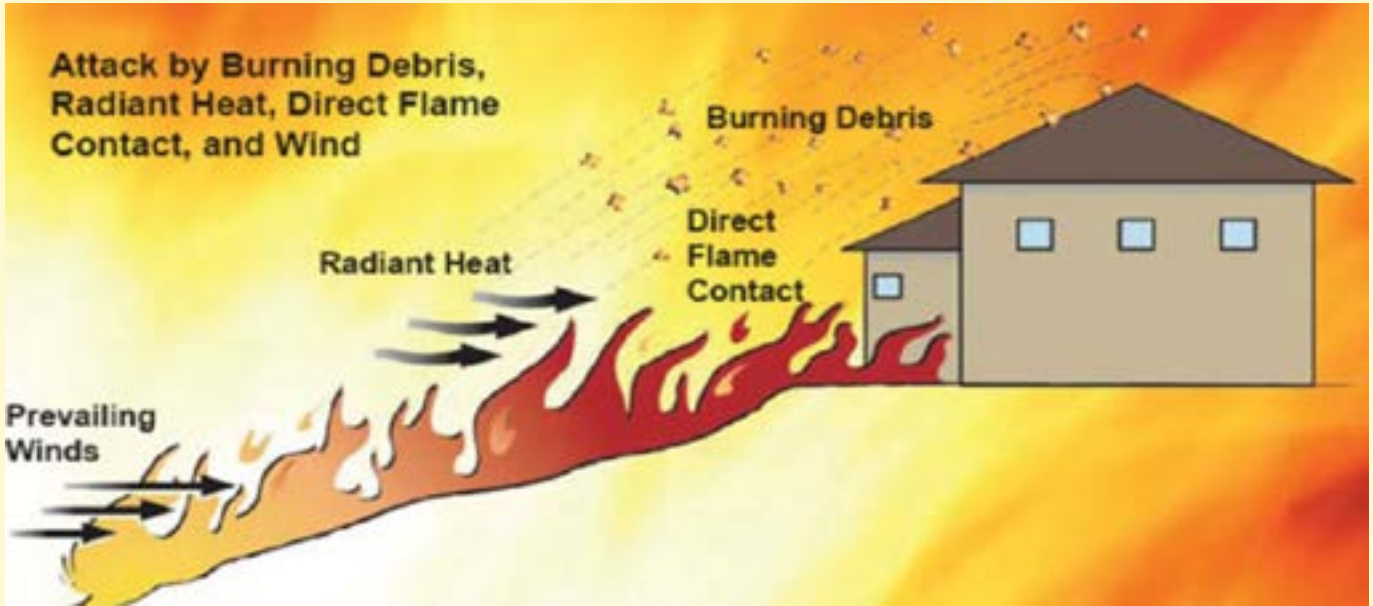 Attack by Burning Debris,
Radiant Heat, Direct Flame
Contact, and Wind
Burning Debris
Direct
Flame
Contact
Radiant Heat
Prevailing
Winds